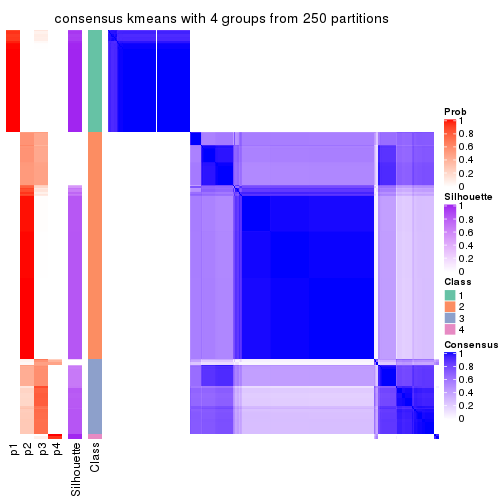 consensus kmeans with 4 groups from 250 partitions
Prob
1
0.8
0.6
0.4
0.2
0
Silhouette
1
0.8
0.6
0.4
0.2
0
Class
1
2
3
4
Consensus
1
0.8
0.6
0.4
0.2
0
p1
p2
p3
p4
Silhouette
Class